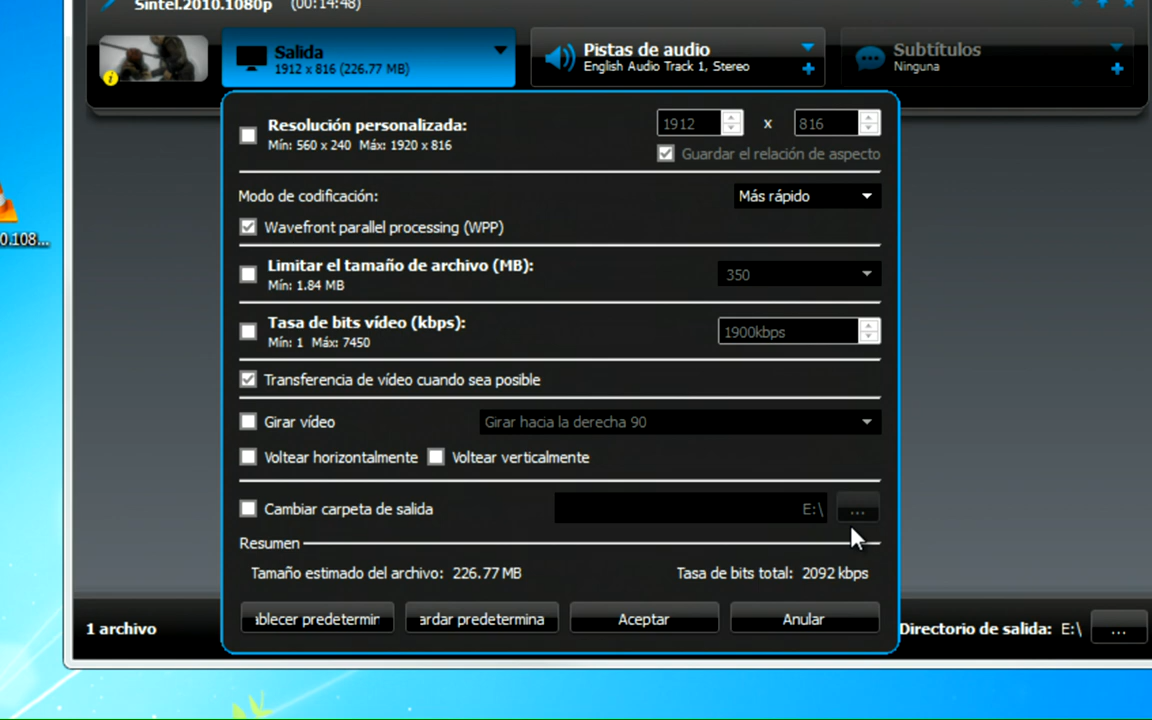 Sintel.2010.1080p (00:14:48)
Salida
1912 x 816 (226.77 MB)
Pistas de audio
English Audio Track 1, Stereo
Subtítulos
Ninguna
Resolución personalizada:
Mín: 560 x 240 Máx: 1920 x 816
1912 x 816
Guardar el relación de aspecto
Modo de codificación: Más rápido
Wavefront parallel processing (WPP)
0.108...
Limitar el tamaño de archivo (MB):
Mín: 1.84 MB
350
Tasa de bits vídeo (kbps):
Mín: 1 Máx: 7450
1900kbps
Transferencia de vídeo cuando sea posible
Girar vídeo Girar hacia la derecha 90
Voltear horizontalmente Voltear verticalmente
Cambiar carpeta de salida E:\ ...
Resumen
Tamaño estimado del archivo: 226.77 MB Tasa de bits total: 2092 kbps
ablecer predetermin ardar predetermina Aceptar Anular
1 archivo Directorio de salida: E:\ ...